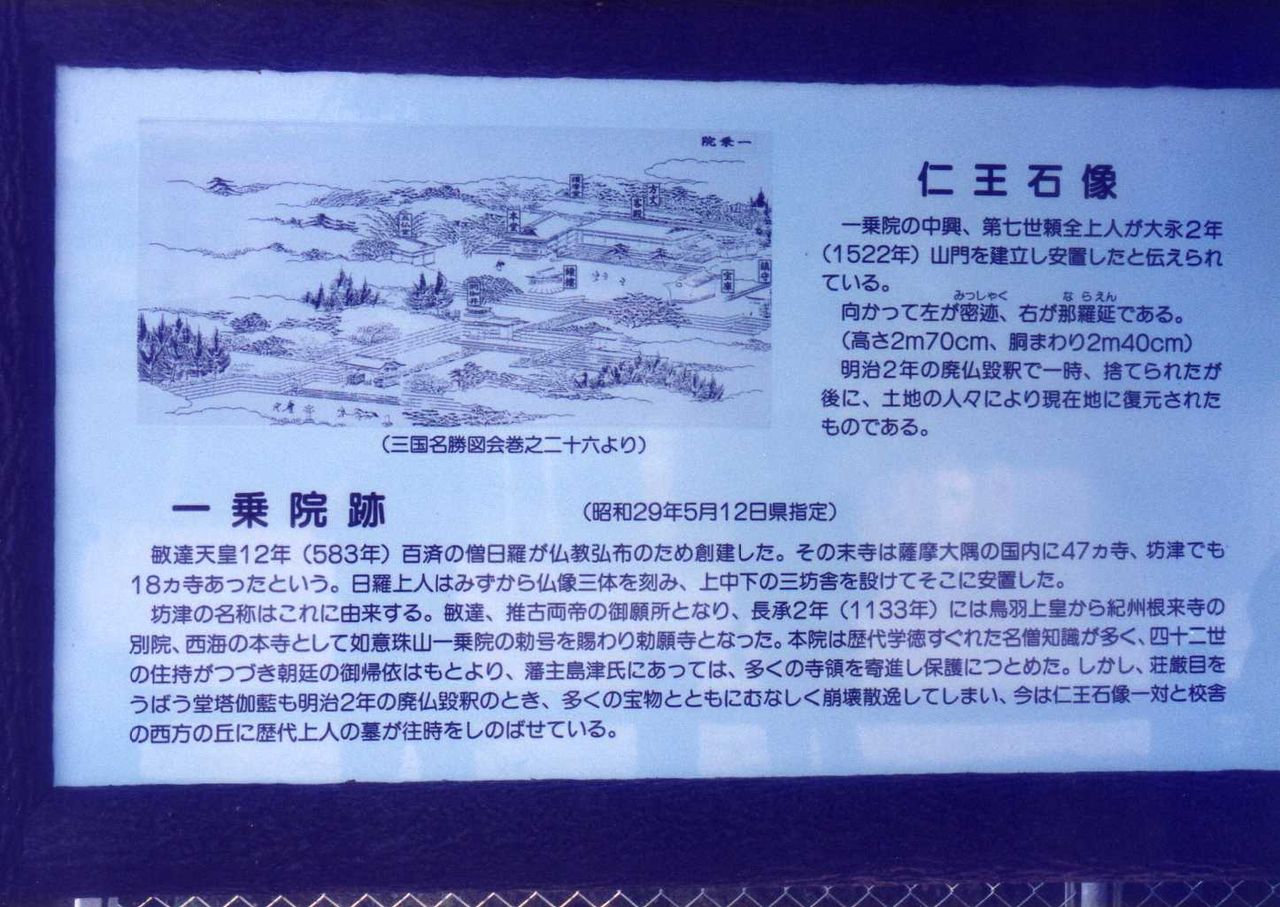 一乗院
方丈
客殿
護摩堂
本堂
鐘楼
宝庫
鎮守
(三国名勝図会巻之二十六より)
仁王石像
一乗院の中興、第七世頼全上人が大永2年
(1522年)山門を建立し安置したと伝えられ
ている。
みっしゃく ならえん
向かって左が密迹、右が那羅延である。
(高さ2m70cm、胴まわり2m40cm)
明治2年の廃仏毀釈で一時、捨てられたが
後に、土地の人々により現在地に復元された
ものである。
一乗院跡 (昭和29年5月12日県指定)
敏達天皇12年(583年)百済の僧日羅が仏教弘布のため創建した。その末寺は薩摩大隅の国内に47ヵ寺、坊津でも
18ヵ寺あったという。日羅上人はみずから仏像三体を刻み、上中下の三坊舎を設けてそこに安置した。
坊津の名称はこれに由来する。敏達、推古両帝の御願所となり、長承2年(1133年)には鳥羽上皇から紀州根来寺の
別院、西海の本寺として如意珠山一乗院の勅号を賜わり勅願寺となった。本院は歴代学徳すぐれた名僧知識が多く、四十二世
の住持がつづき朝廷の御帰依はもとより、藩主島津氏にあっては、多くの寺領を寄進し保護につとめた。しかし、荘厳目を
うばう堂塔伽藍も明治2年の廃仏毀釈のとき、多くの宝物とともにむなしく崩壊散逸してしまい、今は仁王石像一対と校舎
の西方の丘に歴代上人の墓が往時をしのばせている。